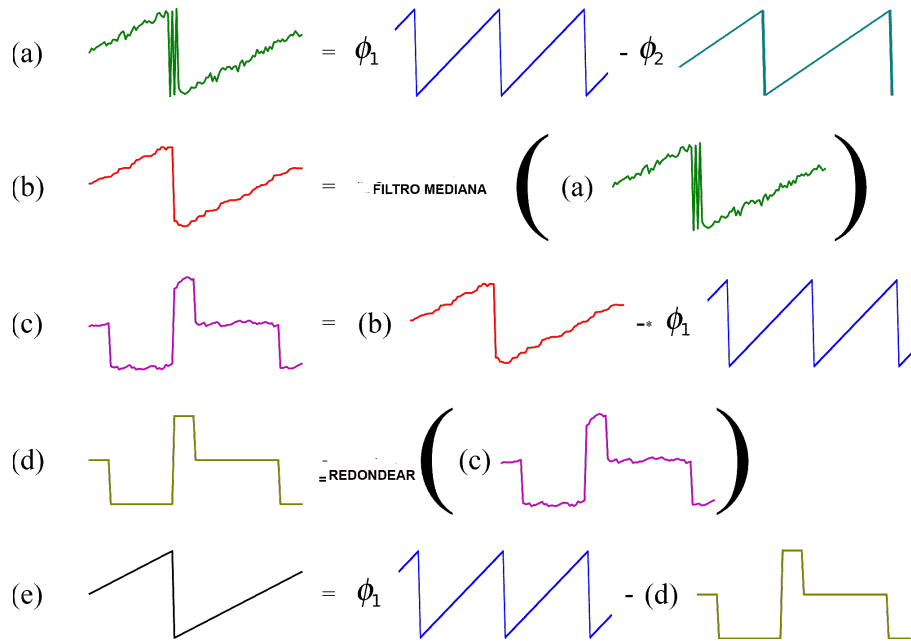 (a) = ϕ1 - ϕ2
(b) = FILTRO MEDIANA ( (a) )
(c) = (b) -* ϕ1
(d) = REDONDEAR ( (c) )
(e) = ϕ1 - (d)